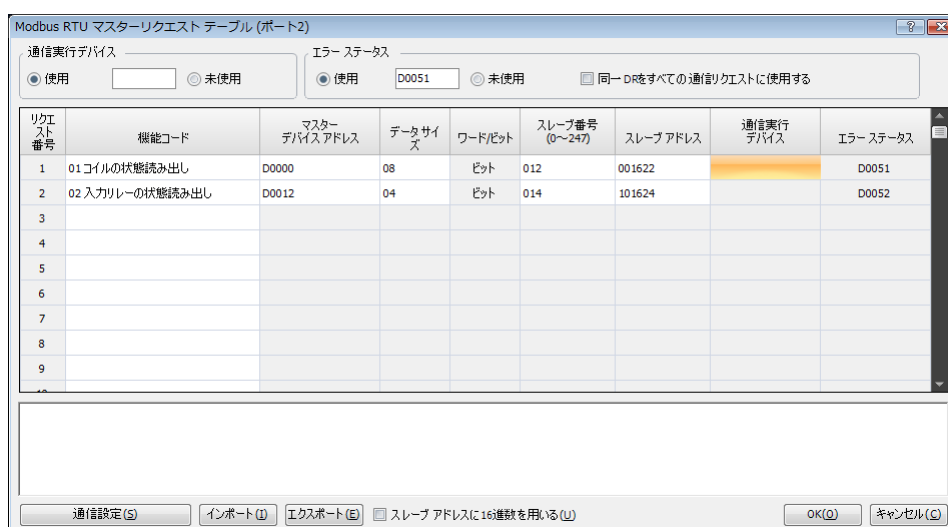 Modbus RTU マスターリクエスト テーブル (ポート2)
通信実行デバイス
使用 未使用
エラー ステータス
使用 D0051 未使用
同一 DRをすべての通信リクエストに使用する
リクエスト番号 機能コード マスターデバイス アドレス データ サイズ ワード/ビット スレーブ番号(0~247) スレーブ アドレス 通信実行デバイス エラー ステータス
1 01 コイルの状態読み出し D0000 08 ビット 012 001622 D0051
2 02 入力リレーの状態読み出し D0012 04 ビット 014 101624 D0052
3
4
5
6
7
8
9
通信設定(S) インポート(I) エクスポート(E) スレーブ アドレスに16進数を用いる(U) OK(O) キャンセル(C)